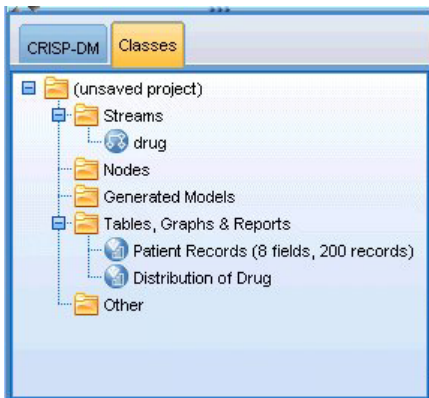 CRISP-DM Classes
(unsaved project)
Streams
drug
Nodes
Generated Models
Tables, Graphs & Reports
Patient Records (8 fields, 200 records)
Distribution of Drug
Other